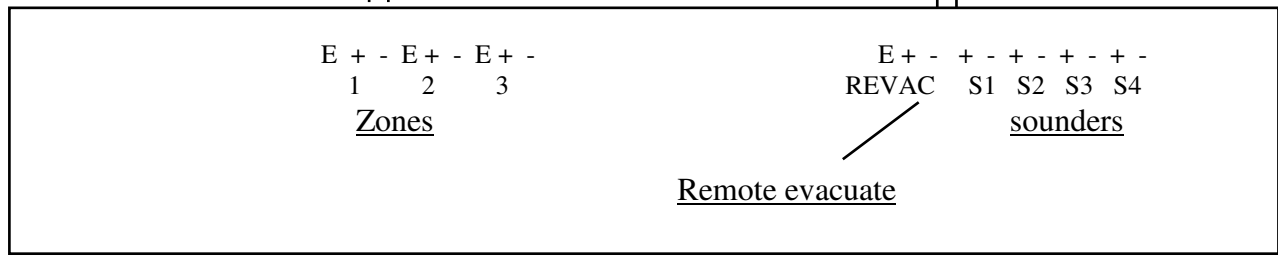 E + - E + - E + - E + - + - + - + - + -
1 2 3 REVAC S1 S2 S3 S4
Zones sounders
Remote evacuate